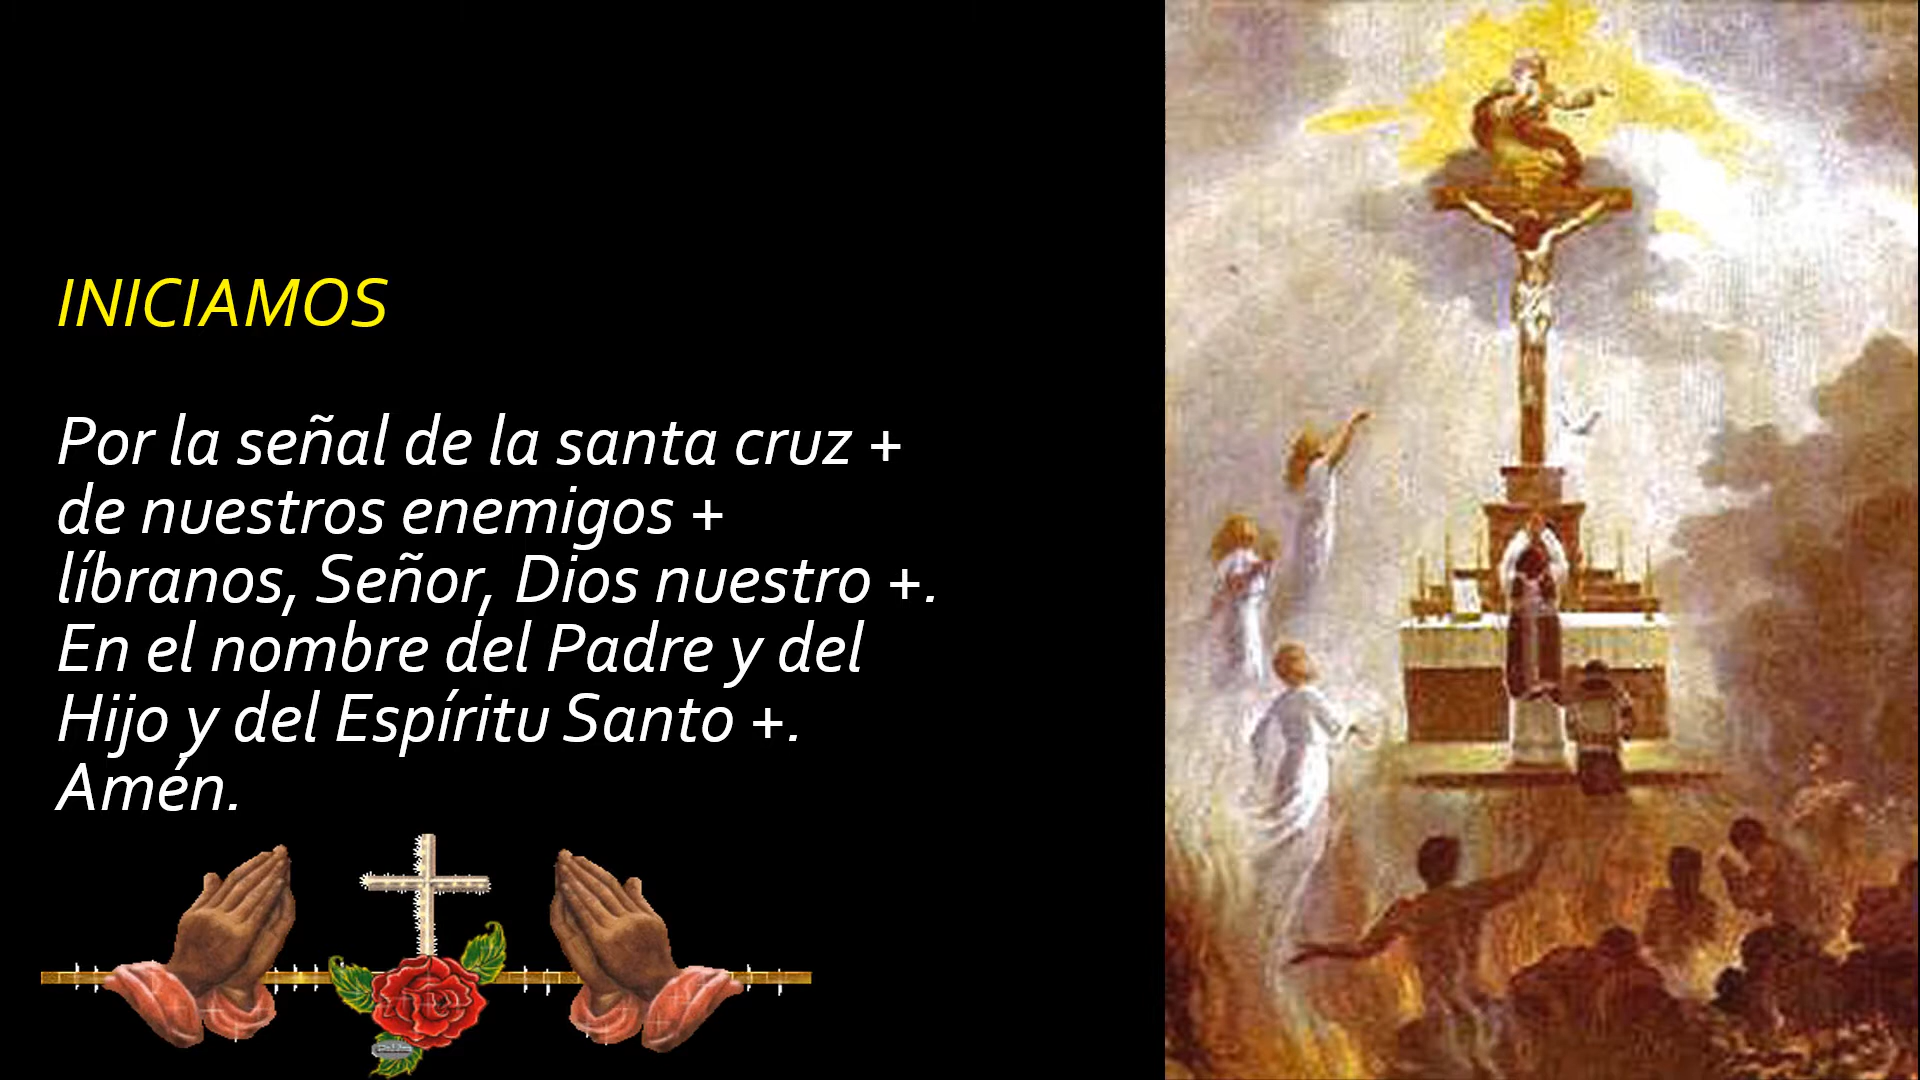 INICIAMOS
Por la señal de la santa cruz +
de nuestros enemigos +
líbranos, Señor, Dios nuestro +.
En el nombre del Padre y del
Hijo y del Espíritu Santo +.
Amén.